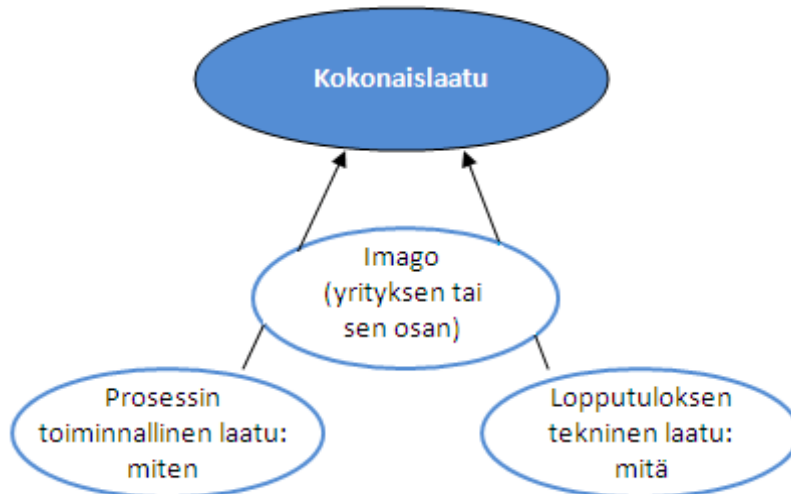 Kokonaislaatu
Imago
(yrityksen tai
sen osan)
Prosessin
toiminnallinen laatu:
miten
Lopputuloksen
tekninen laatu:
mitä